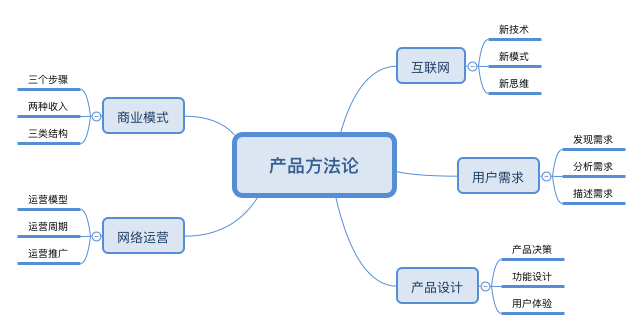 产品方法论
互联网
新技术
新模式
新思维
用户需求
发现需求
分析需求
描述需求
产品设计
产品决策
功能设计
用户体验
商业模式
三个步骤
两种收入
三类结构
网络运营
运营模型
运营周期
运营推广